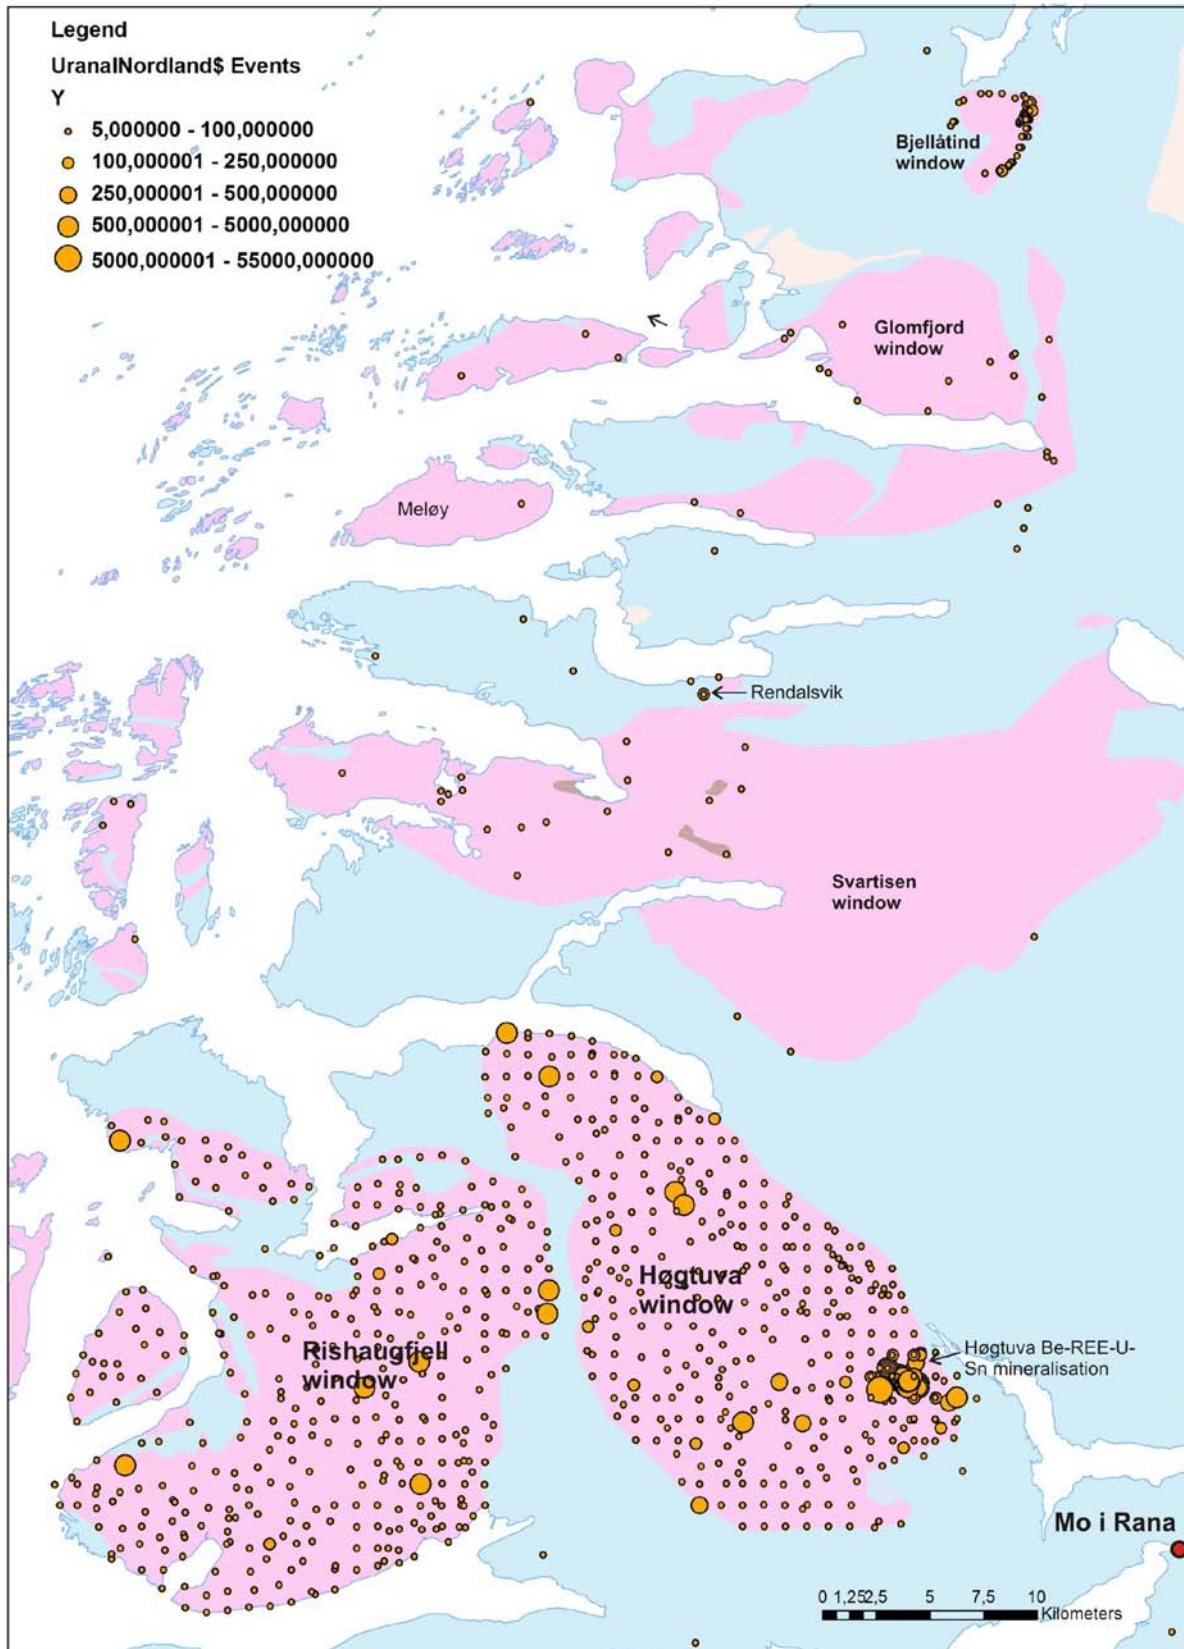 Legend
UranalNordland$ Events
Y
5,000000 - 100,000000
100,000001 - 250,000000
250,000001 - 500,000000
500,000001 - 5000,000000
5000,000001 - 55000,000000
Bjellåtind
window
Glomfjord
window
Meløy
Rendalsvik
Svartisen
window
Høgtuva
window
Rishaugfjell
window
Høgtuva Be-REE-U-
Sn mineralisation
Mo i Rana
0 1,252,5 5 7,5 10
Kilometers